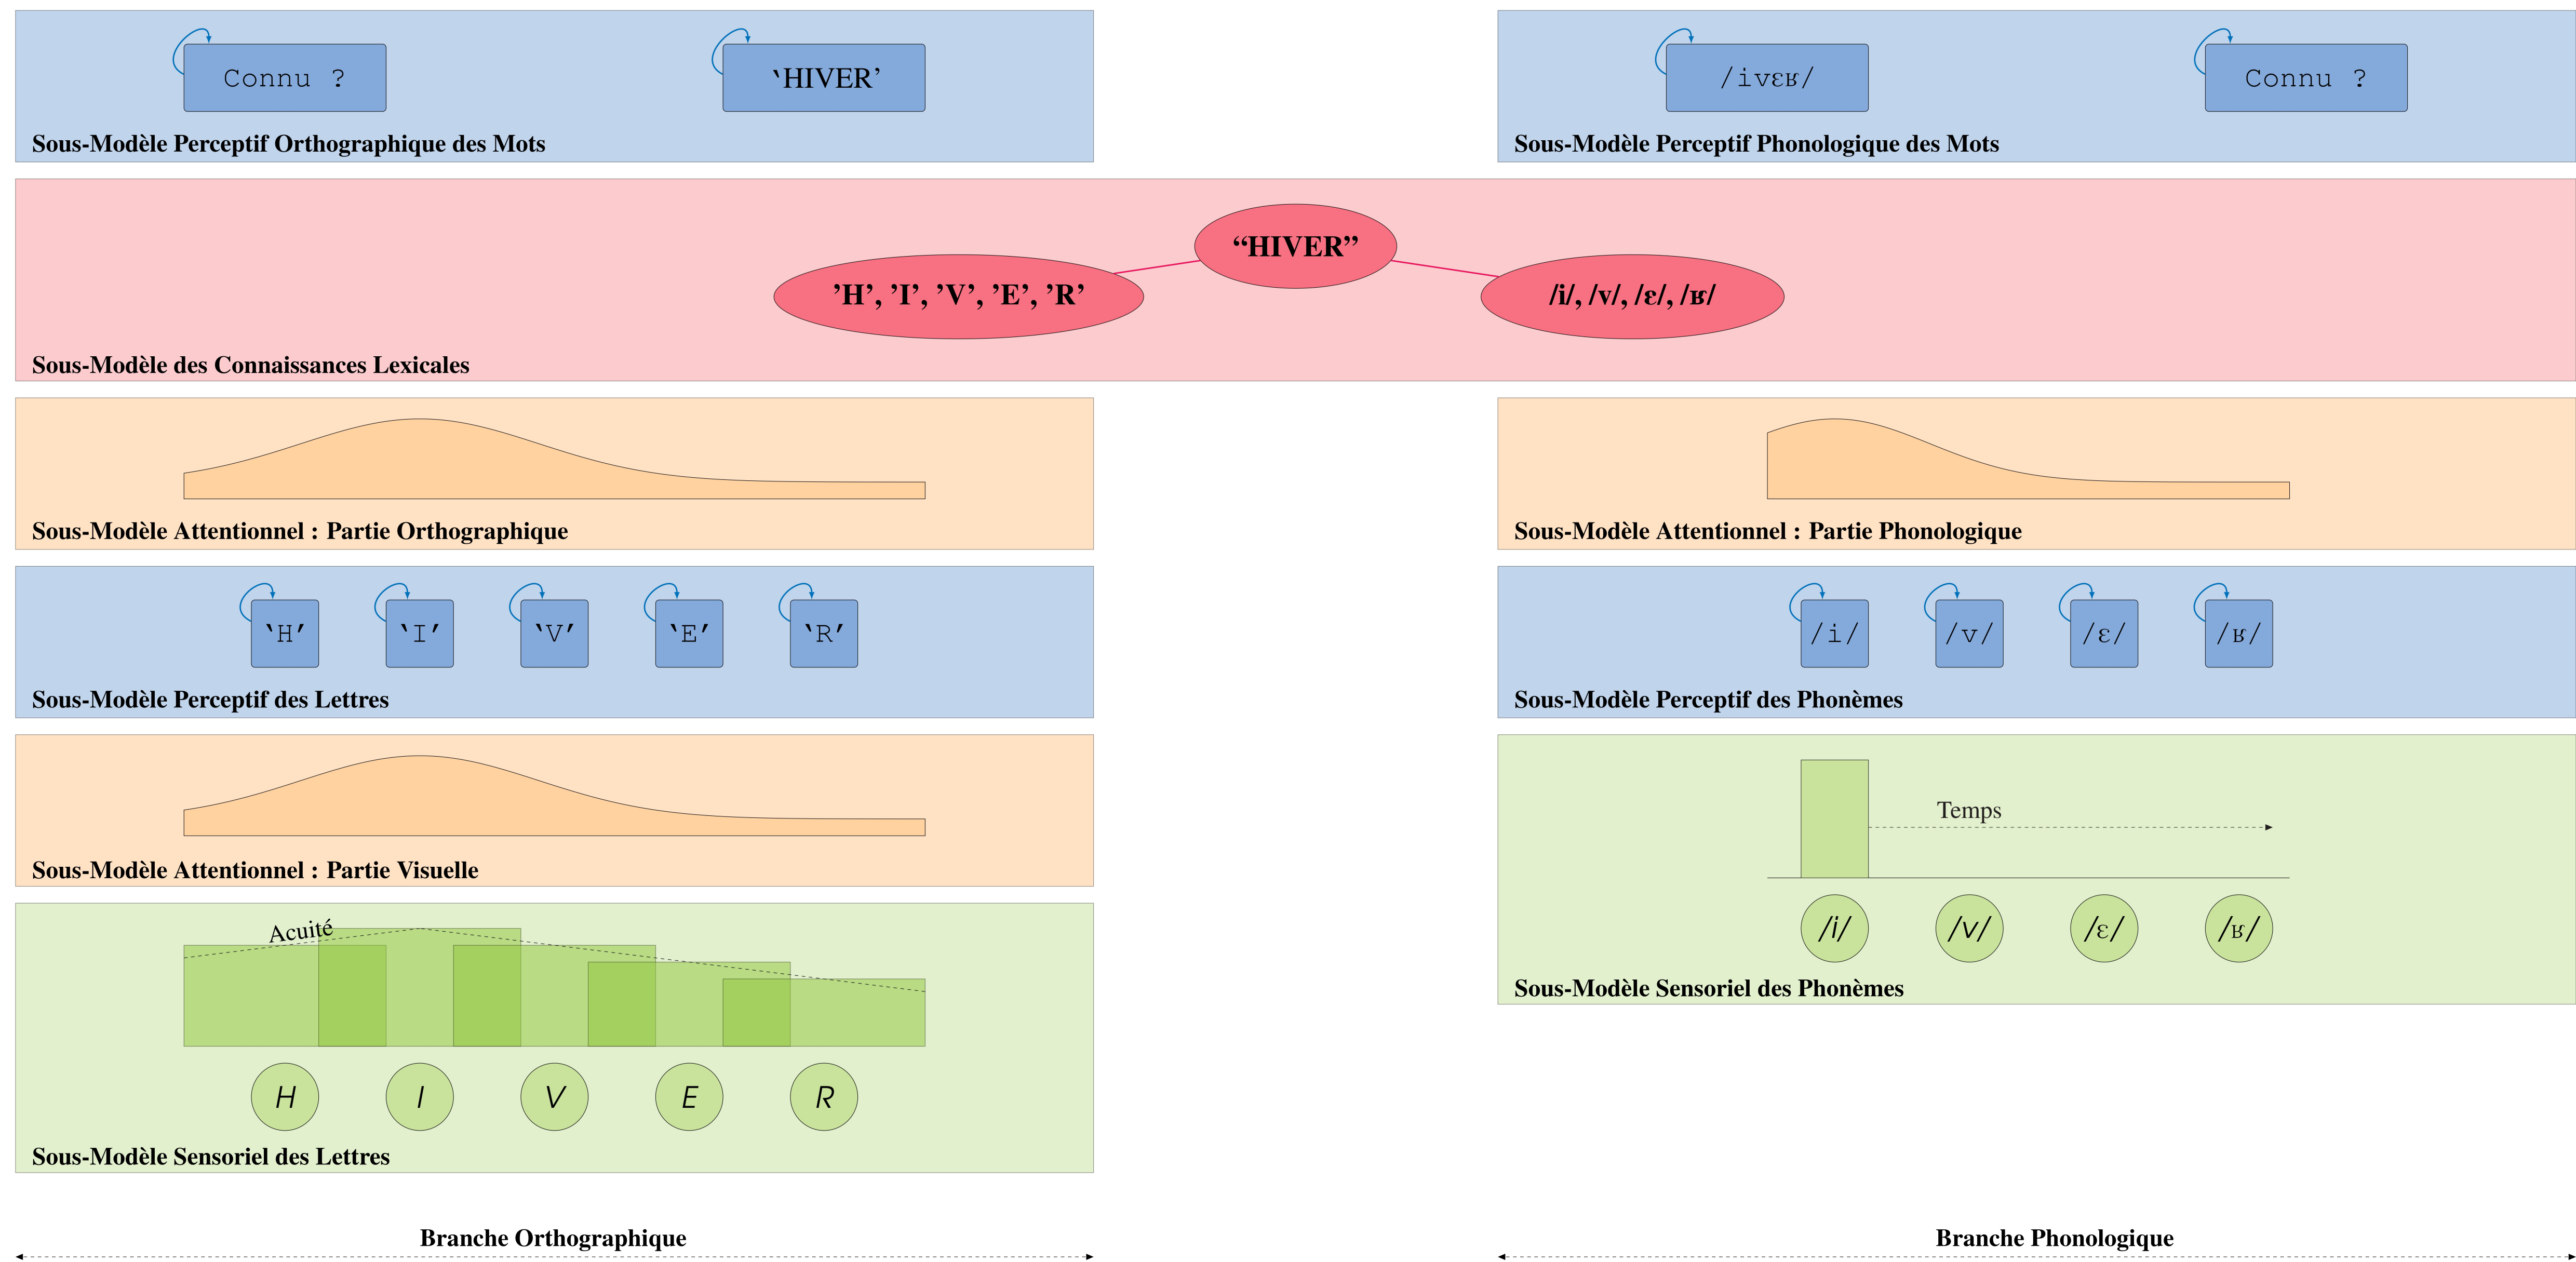 Connu ?
‘HIVER’
Sous-Modèle Perceptif Orthographique des Mots
/ivɛʁ/
Connu ?
Sous-Modèle Perceptif Phonologique des Mots
“HIVER”
’H’, ’I’, ’V’, ’E’, ’R’
/i/, /v/, /ɛ/, /ʁ/
Sous-Modèle des Connaissances Lexicales
Sous-Modèle Attentionnel : Partie Orthographique
Sous-Modèle Attentionnel : Partie Phonologique
‘H’ ‘I’ ‘V’ ‘E’ ‘R’
Sous-Modèle Perceptif des Lettres
/i/ /v/ /ɛ/ /ʁ/
Sous-Modèle Perceptif des Phonèmes
Sous-Modèle Attentionnel : Partie Visuelle
Temps
/i/ /v/ /ɛ/ /ʁ/
Sous-Modèle Sensoriel des Phonèmes
Acuité
H I V E R
Sous-Modèle Sensoriel des Lettres
Branche Orthographique
Branche Phonologique